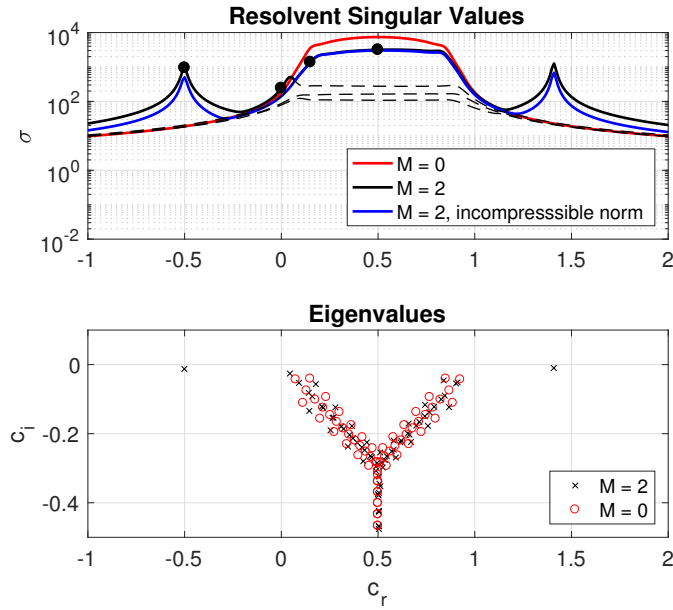 Resolvent Singular Values
10^4
10^2
10^0
10^-2
σ
-1 -0.5 0 0.5 1 1.5 2
M = 0
M = 2
M = 2, incompresssible norm
Eigenvalues
0
-0.2
-0.4
c_i
-1 -0.5 0 0.5 1 1.5 2
c_r
M = 2
M = 0